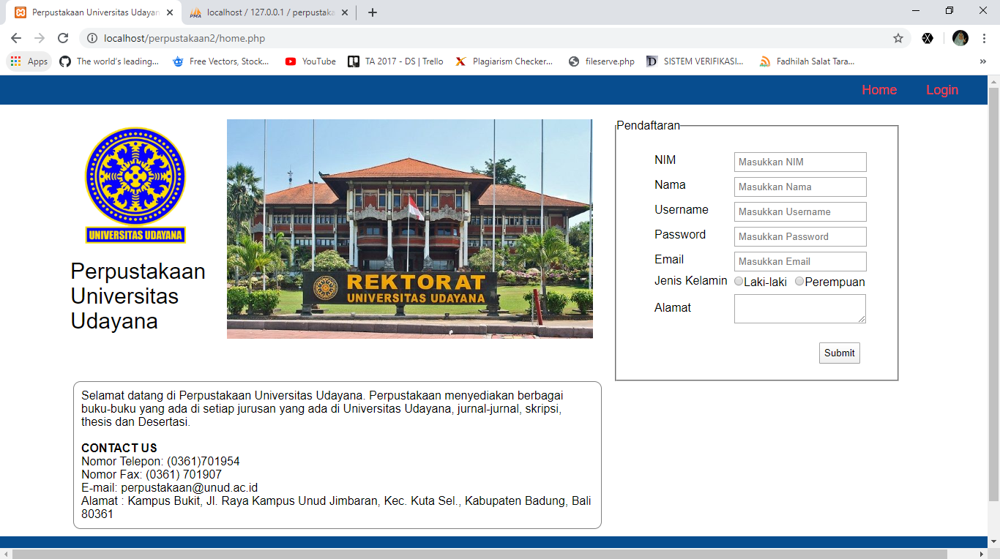 Perpustakaan Universitas Udayan
localhost / 127.0.0.1 / perpustaka
localhost/perpustakaan2/home.php
Apps
The world's leading...
Free Vectors, Stock...
YouTube
TA 2017 - DS | Trello
Plagiarism Checker...
fileserve.php
SISTEM VERIFIKASI...
Fadhilah Salat Tara...
Home
Login
UNIVERSITAS UDAYANA
Perpustakaan
Universitas
Udayana
REKTORAT
UNIVERSITAS UDAYANA
Pendaftaran
NIM
Masukkan NIM
Nama
Masukkan Nama
Username
Masukkan Username
Password
Masukkan Password
Email
Masukkan Email
Jenis Kelamin
Laki-laki
Perempuan
Alamat
Submit
Selamat datang di Perpustakaan Universitas Udayana. Perpustakaan menyediakan berbagai
buku-buku yang ada di setiap jurusan yang ada di Universitas Udayana, jurnal-jurnal, skripsi,
thesis dan Desertasi.
CONTACT US
Nomor Telepon: (0361)701954
Nomor Fax: (0361) 701907
E-mail: perpustakaan@unud.ac.id
Alamat : Kampus Bukit, Jl. Raya Kampus Unud Jimbaran, Kec. Kuta Sel., Kabupaten Badung, Bali
80361